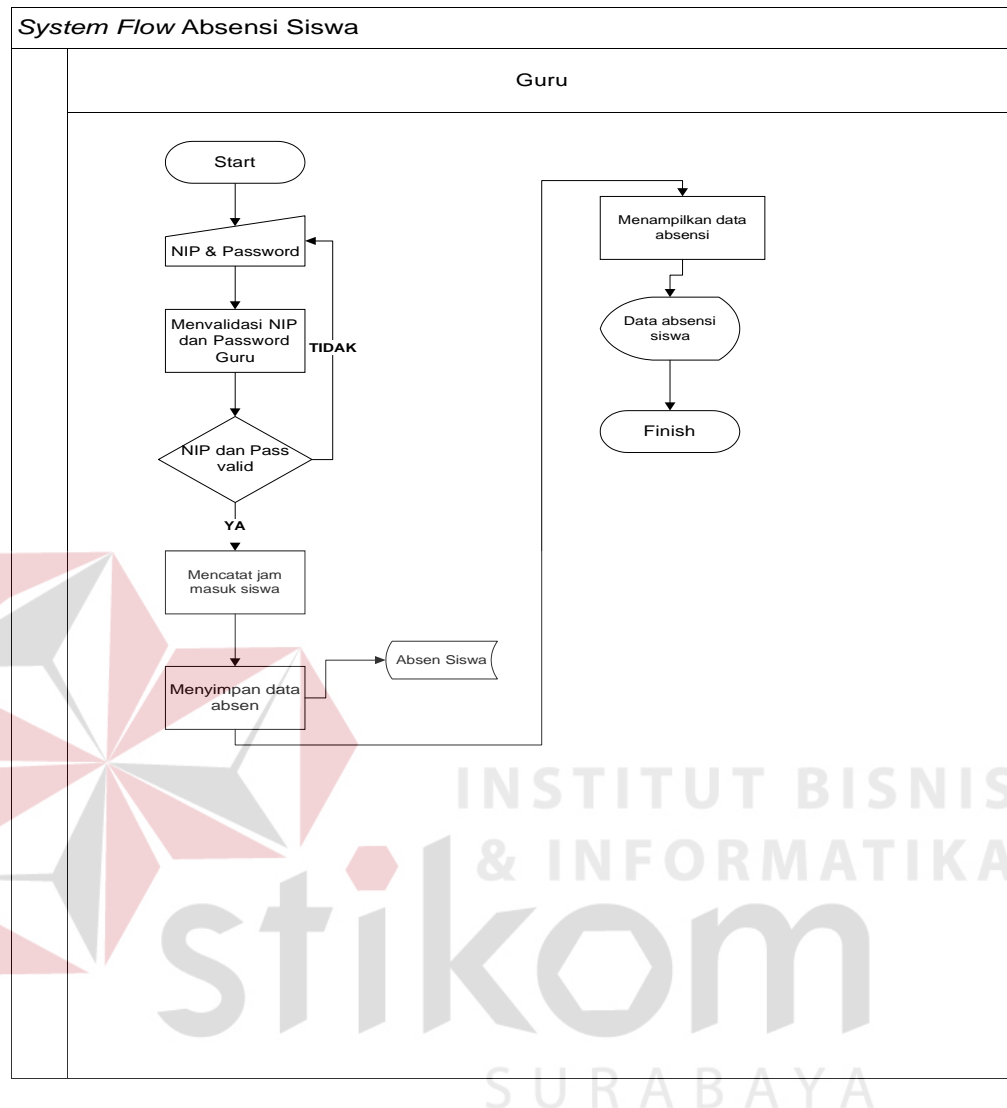 System Flow Absensi Siswa
Guru
Start
NIP & Password
Menvalidasi NIP
dan Password
Guru
TIDAK
NIP dan Pass
valid
YA
Mencatat jam
masuk siswa
Menyimpan data
absen
Absen Siswa
Menampilkan data
absensi
Data absensi
siswa
Finish
INSTITUT BISNIS
& INFORMATIKA
stikom
SURABAYA